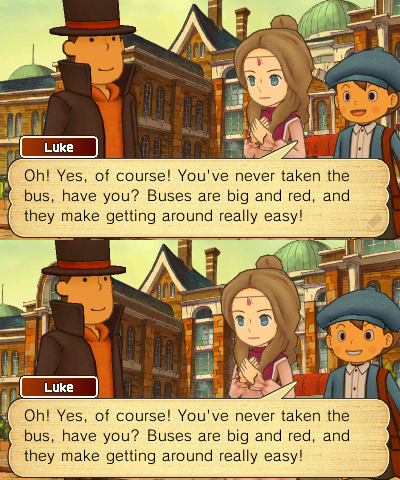 Luke
Oh! Yes, of course! You've never taken the
bus, have you? Buses are big and red, and
they make getting around really easy!
Luke
Oh! Yes, of course! You've never taken the
bus, have you? Buses are big and red, and
they make getting around really easy!